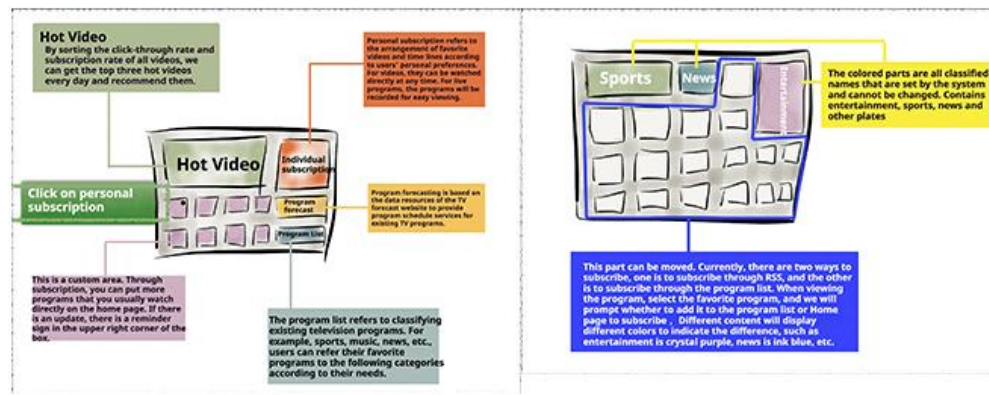 Hot Video
By sorting the click-through rate and
subscription rate of all videos, we
can get the top three hot videos
every day and recommend them.
Personal subscription refers to
the arrangement of favorite
videos and time lines according
to users' personal preferences.
For videos, they can be watched
directly at any time. For live
programs, the programs will be
recorded for easy viewing.
Hot Video
Individual
subscription
Click on personal
subscription
Program
forecast
Program List
Program forecasting is based on
the data resources of the TV
forecast website to provide
program schedule services for
existing TV programs.
This is a custom area. Through
subscription, you can put more
programs that you usually watch
directly on the home page. If there
is an update, there is a reminder
sign in the upper right corner of the
box.
The program list refers to classifying
existing television programs. For
example, sports, music, news, etc.,
users can refer their favorite
programs to the following categories
according to their needs.
Sports
News
Entertainment
The colored parts are all classified
names that are set by the system
and cannot be changed. Contains
entertainment, sports, news and
other plates
This part can be moved. Currently, there are two ways to
subscribe, one is to subscribe through RSS, and the other
is to subscribe through the program list. When viewing
the program, select the favorite program, and we will
prompt whether to add it to the program list or Home
page to subscribe . Different content will display
different colors to indicate the difference, such as
entertainment is crystal purple, news is ink blue, etc.